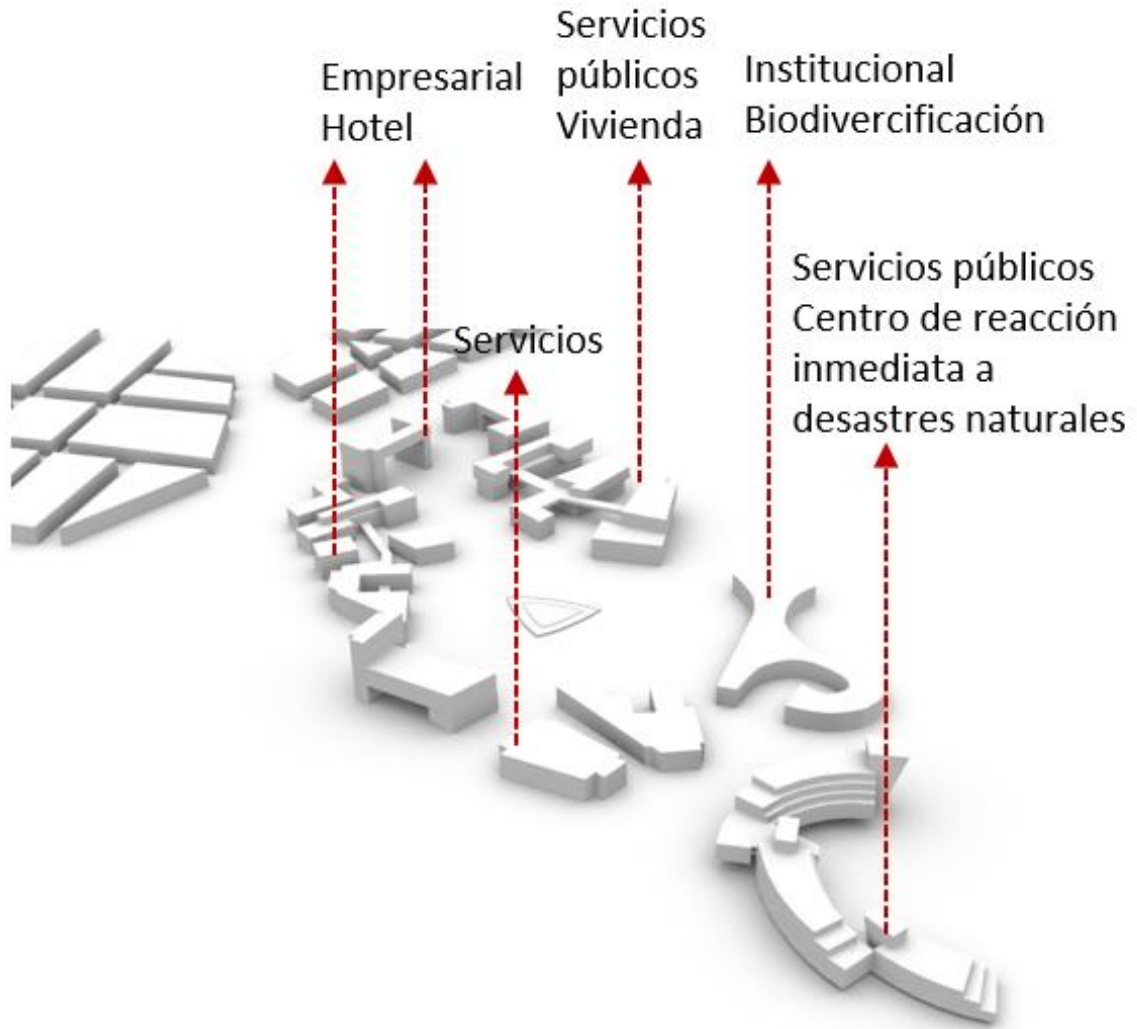 Empresarial
Hotel
Servicios
públicos
Vivienda
Institucional
Biodivercificación
Servicios públicos
Centro de reacción
inmediata a
desastres naturales
Servicios